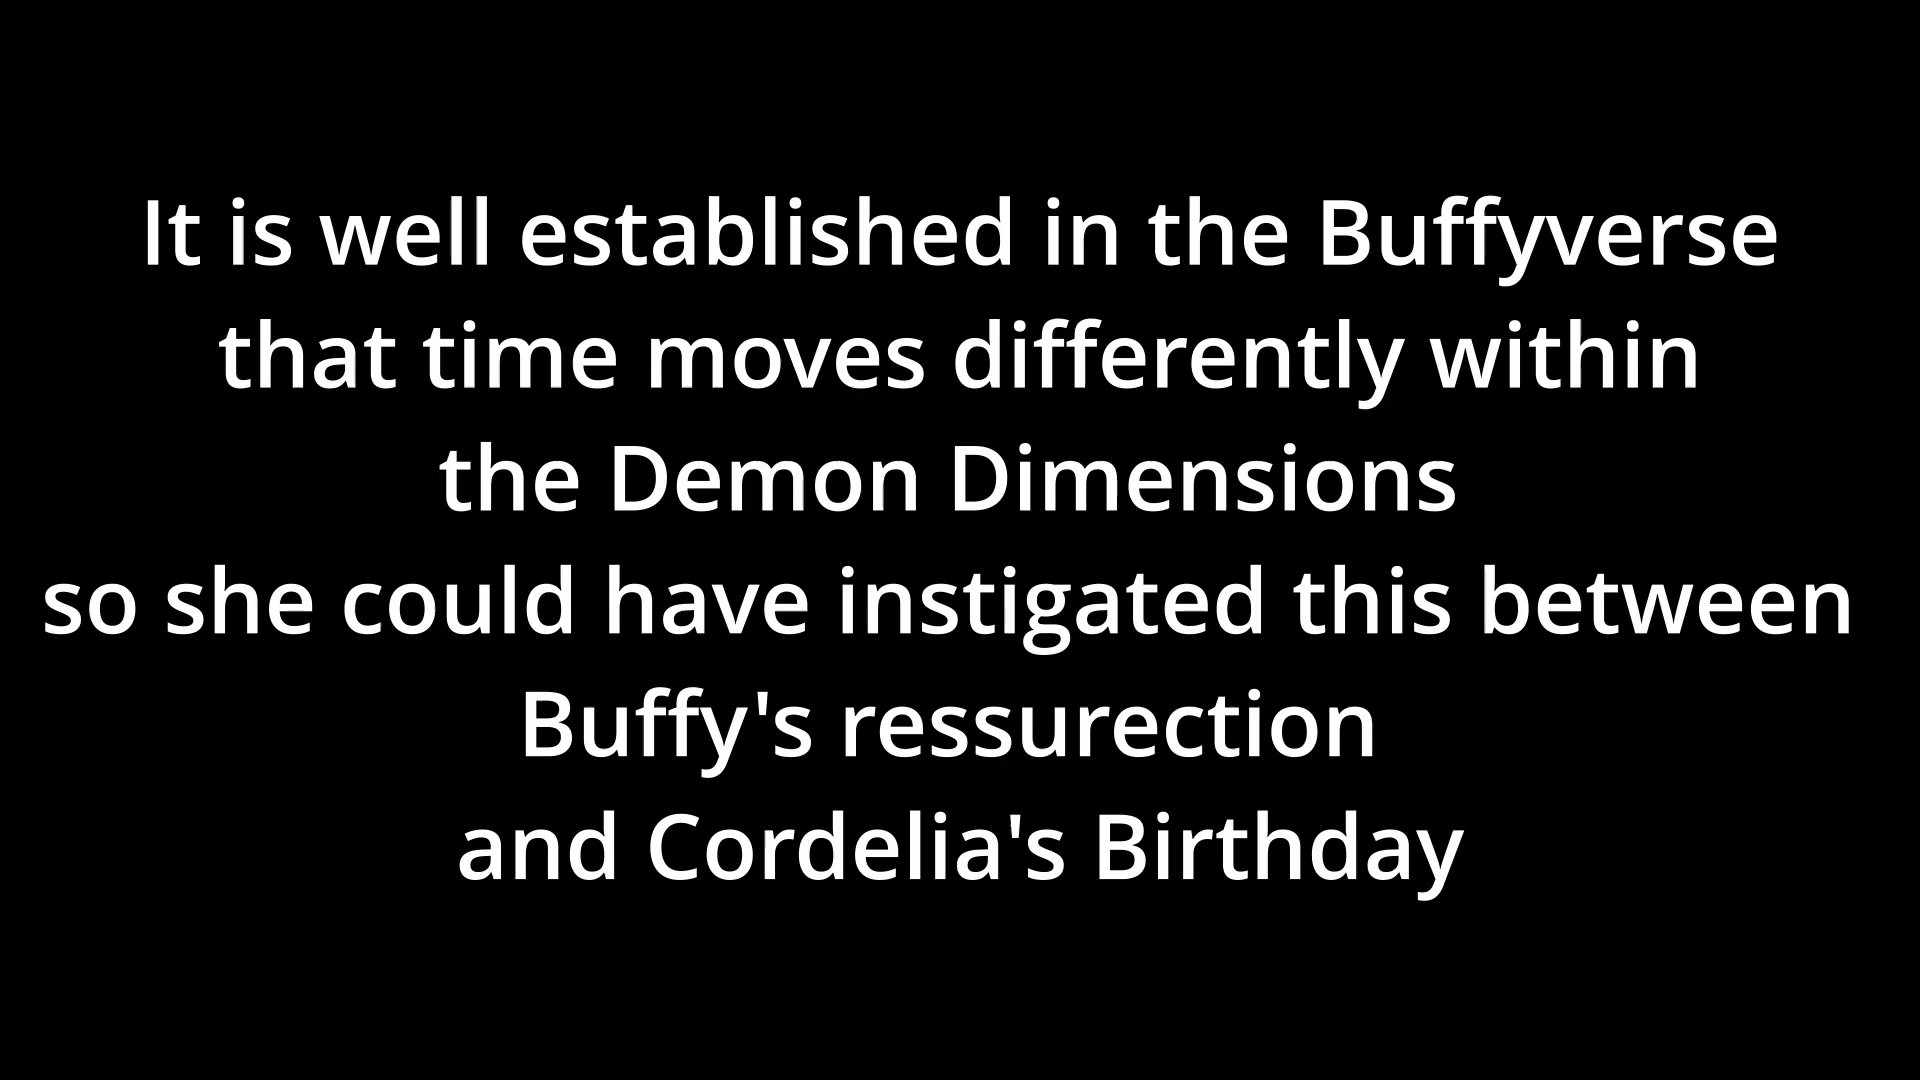 It is well established in the Buffyverse
that time moves differently within
the Demon Dimensions
so she could have instigated this between
Buffy's ressurection
and Cordelia's Birthday